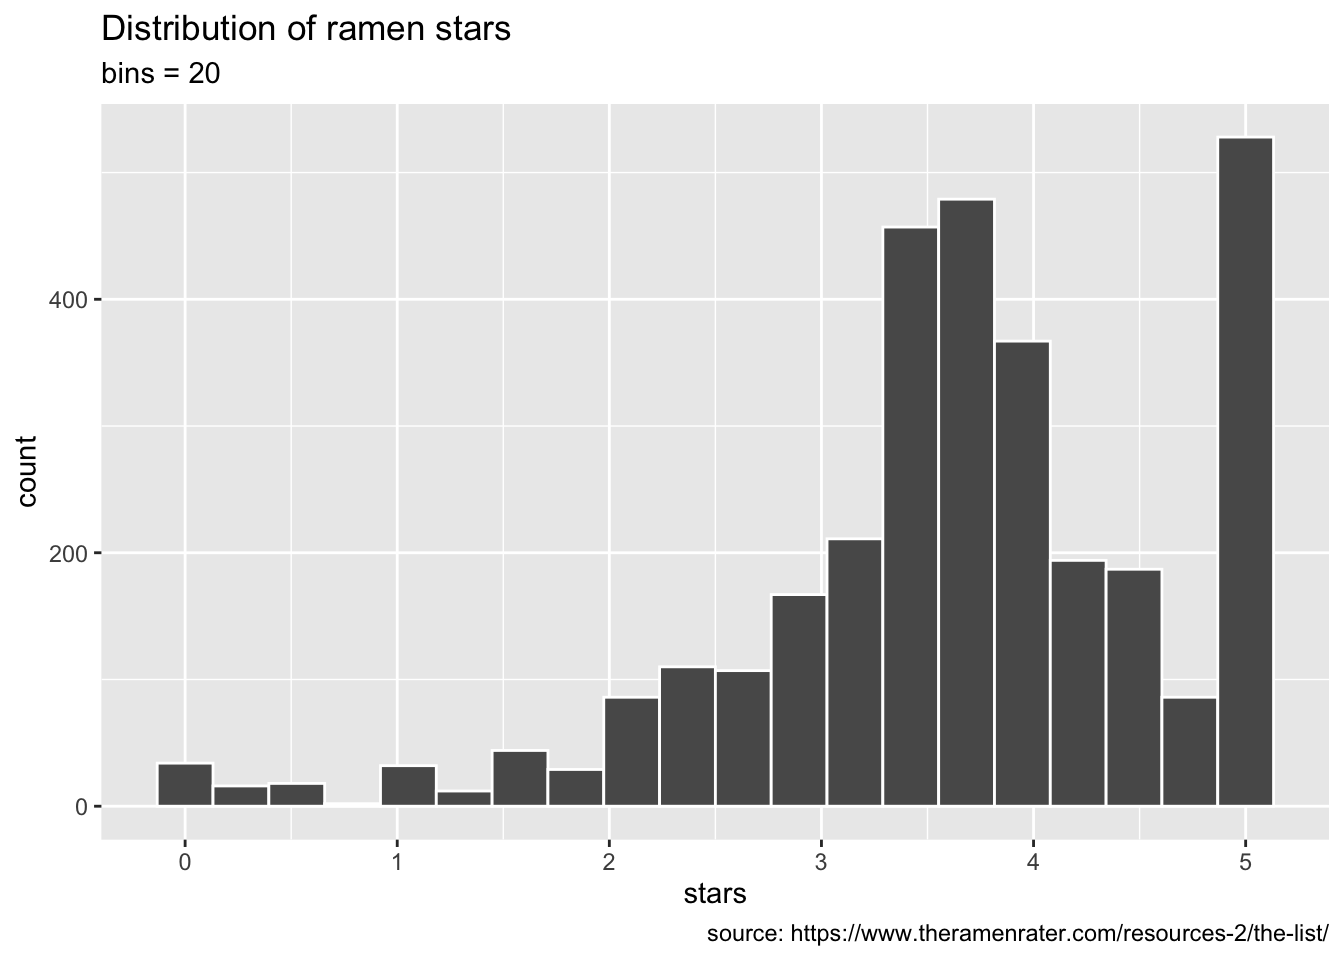 Distribution of ramen stars
bins = 20
count
400
200
0
0 1 2 3 4 5
stars
source: https://www.theramenrater.com/resources-2/the-list/